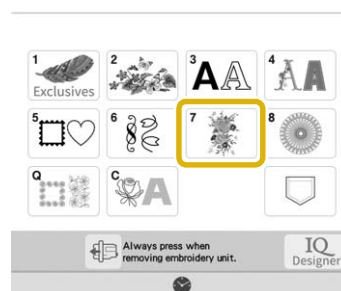 1
Exclusives
2
3
AA
4
AA
5
6
7
8
Q
C
A
Always press when
removing embroidery unit.
IQ
Designer